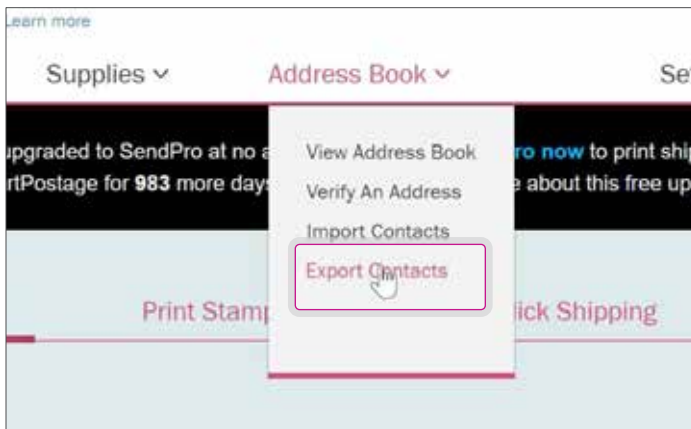 Learn more
Supplies Address Book Se
upgraded to SendPro at no a
ro now to print ship
rtPostage for 983 more days
e about this free up
View Address Book
Verify An Address
Import Contacts
Export Contacts
Print Stamp
ick Shipping